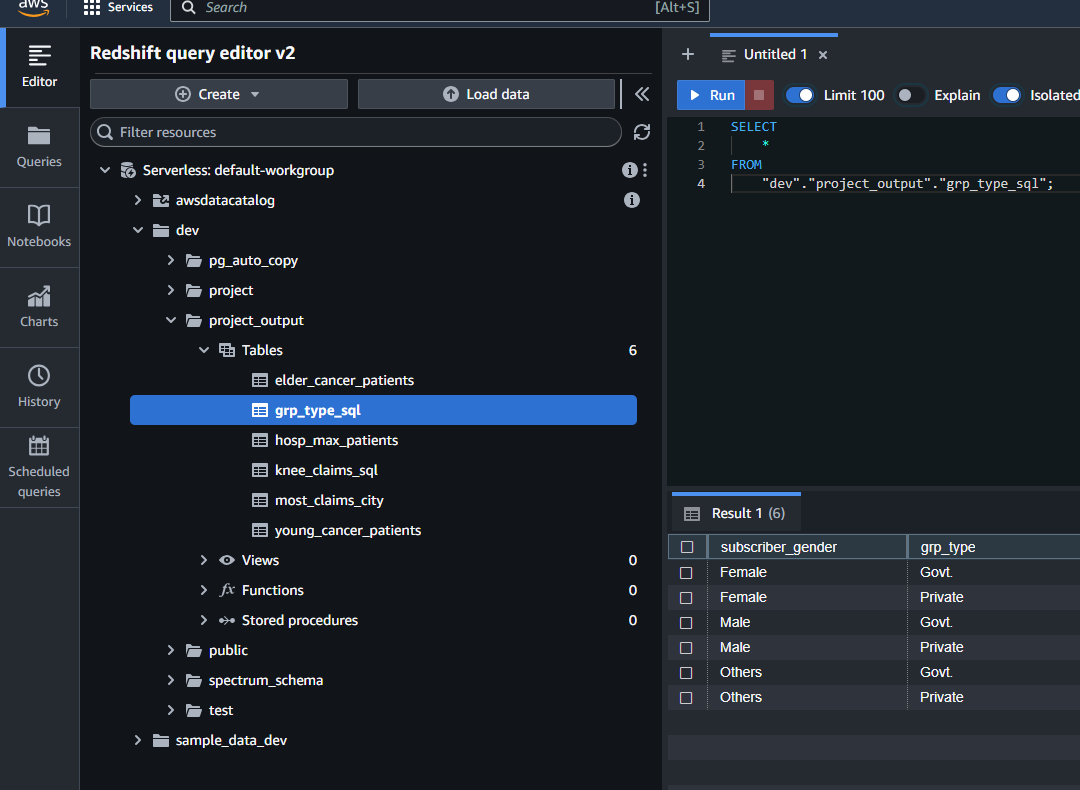 aws
Services
Search
[Alt+S]
Editor
Queries
Notebooks
Charts
History
Scheduled
queries
Redshift query editor v2
Create
Load data
Filter resources
Serverless: default-workgroup
awsdatacatalog
dev
pg_auto_copy
project
project_output
Tables 6
elder_cancer_patients
grp_type_sql
hosp_max_patients
knee_claims_sql
most_claims_city
young_cancer_patients
Views 0
fx Functions 0
Stored procedures 0
public
spectrum_schema
test
sample_data_dev
Untitled 1
Run
Limit 100
Explain
Isolated
1 SELECT
2 *
3 FROM
4 "dev"."project_output"."grp_type_sql";
Result 1 (6)
subscriber_gender grp_type
Female Govt.
Female Private
Male Govt.
Male Private
Others Govt.
Others Private